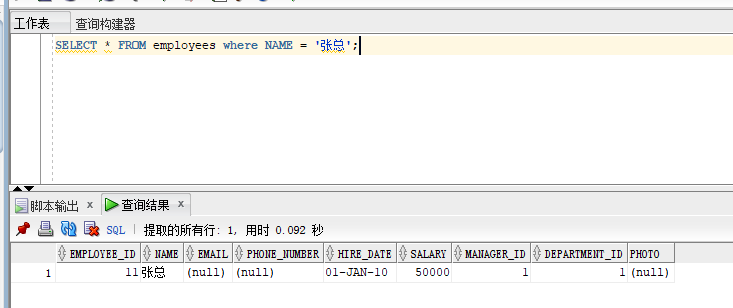 工作表 查询构建器
SELECT * FROM employees where NAME = '张总';
脚本输出 x 查询结果 x
SQL | 提取的所有行: 1, 用时 0.092 秒
EMPLOYEE_ID NAME EMAIL PHONE_NUMBER HIRE_DATE SALARY MANAGER_ID DEPARTMENT_ID PHOTO
1 11 张总 (null) (null) 01-JAN-10 50000 1 1 (null)